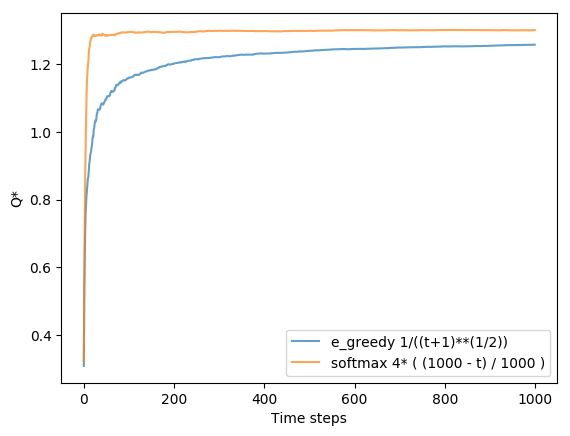 1.2
1.0
0.8
0.6
0.4
Q*
0 200 400 600 800 1000
Time steps
e_greedy 1/((t+1)**(1/2))
softmax 4* ( (1000 - t) / 1000 )